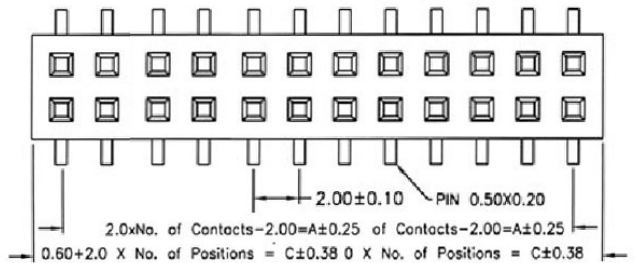 2.00±0.10
PIN 0.50X0.20
2.0xNo. of Contacts-2.00=A±0.25 of Contacts-2.00=A±0.25
0.60+2.0 X No. of Positions = C±0.38 0 X No. of Positions = C±0.38